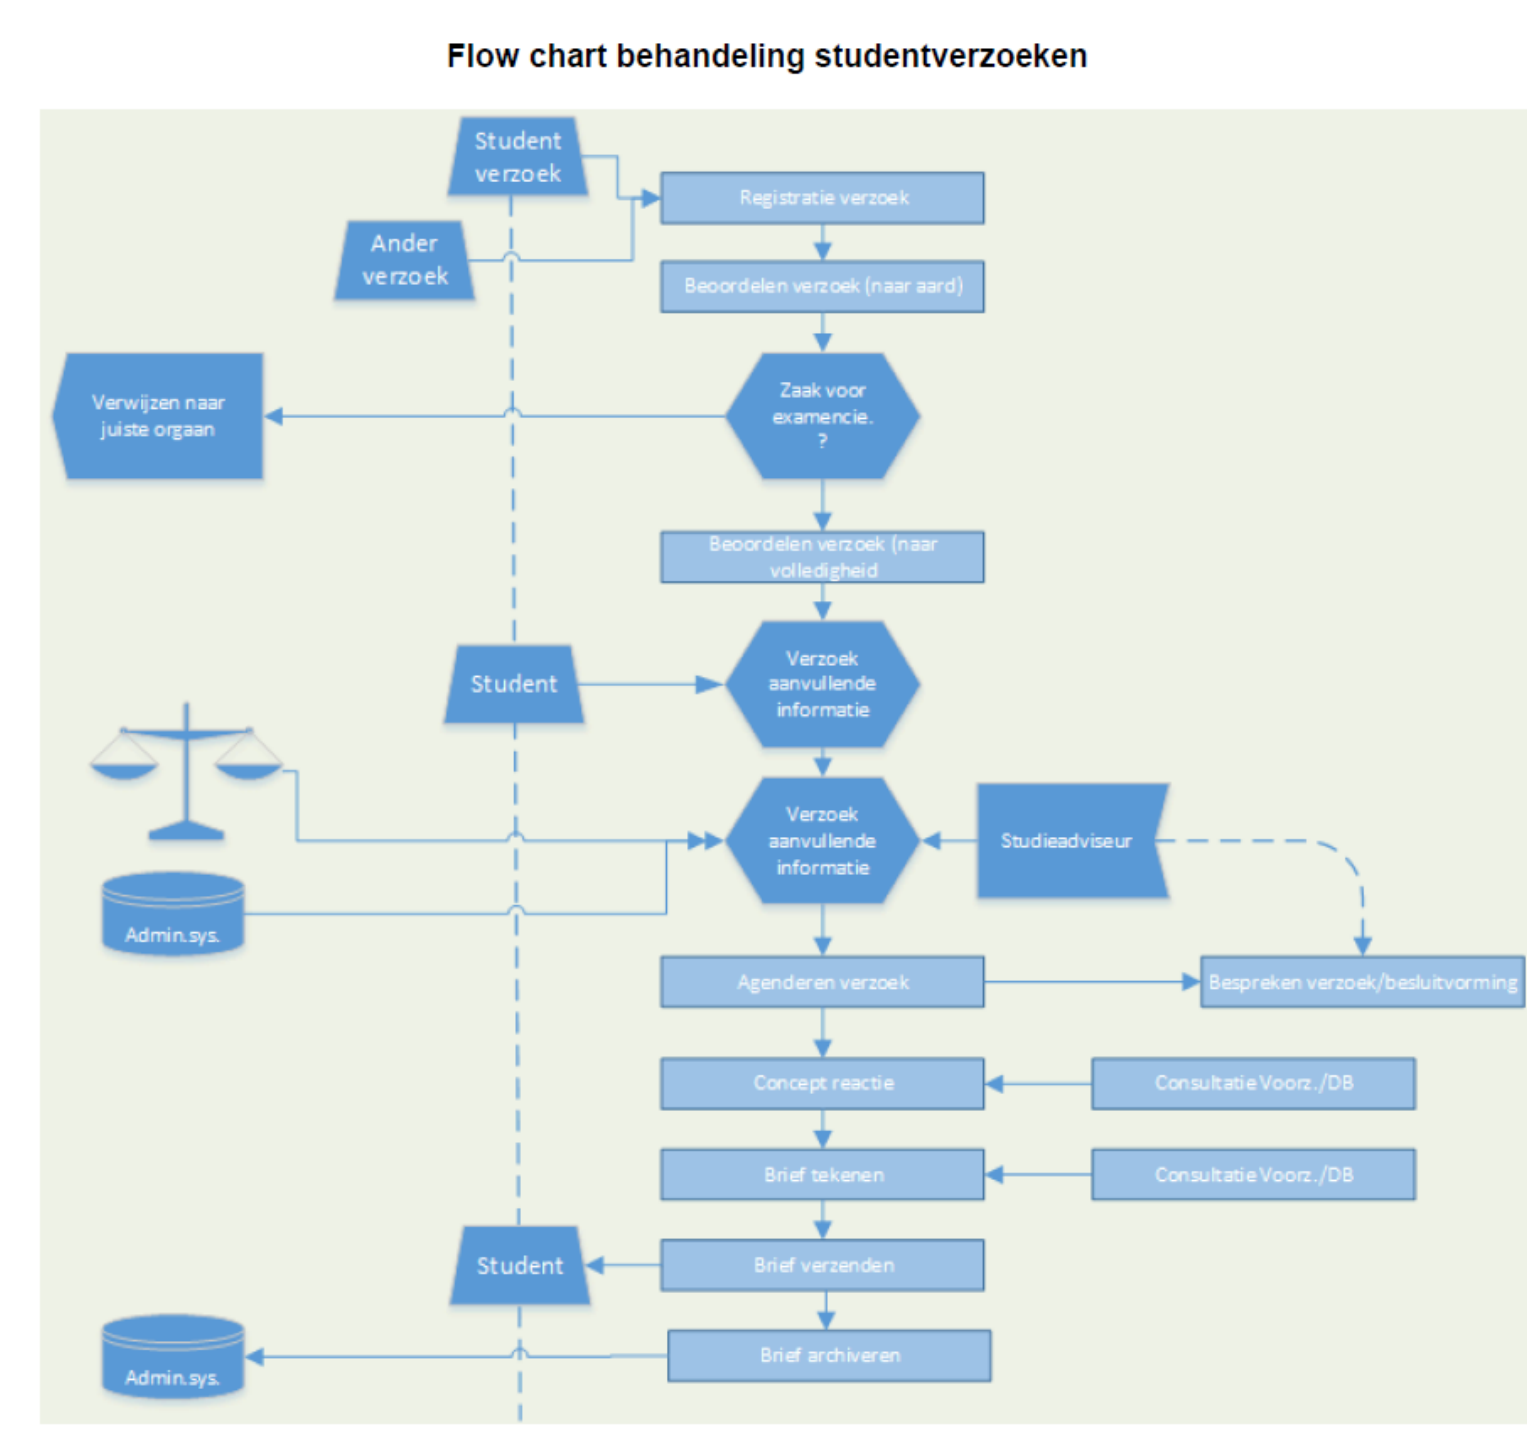 Flow chart behandeling studentverzoeken
Student
verzoek
Registratie verzoek
Ander
verzoek
Beoordelen verzoek (naar aard)
Zaak voor
examencie.
?
Verwijzen naar
juiste orgaan
Beoordelen verzoek (naar
volledigheid
Student
Verzoek
aanvullende
informatie
Verzoek
aanvullende
informatie
Studieadviseur
Admin.sys.
Agenderen verzoek
Bespreken verzoek/besluitvorming
Concept reactie
Consultatie Voorz./DB
Brief tekenen
Consultatie Voorz./DB
Student
Brief verzenden
Brief archiveren
Admin.sys.